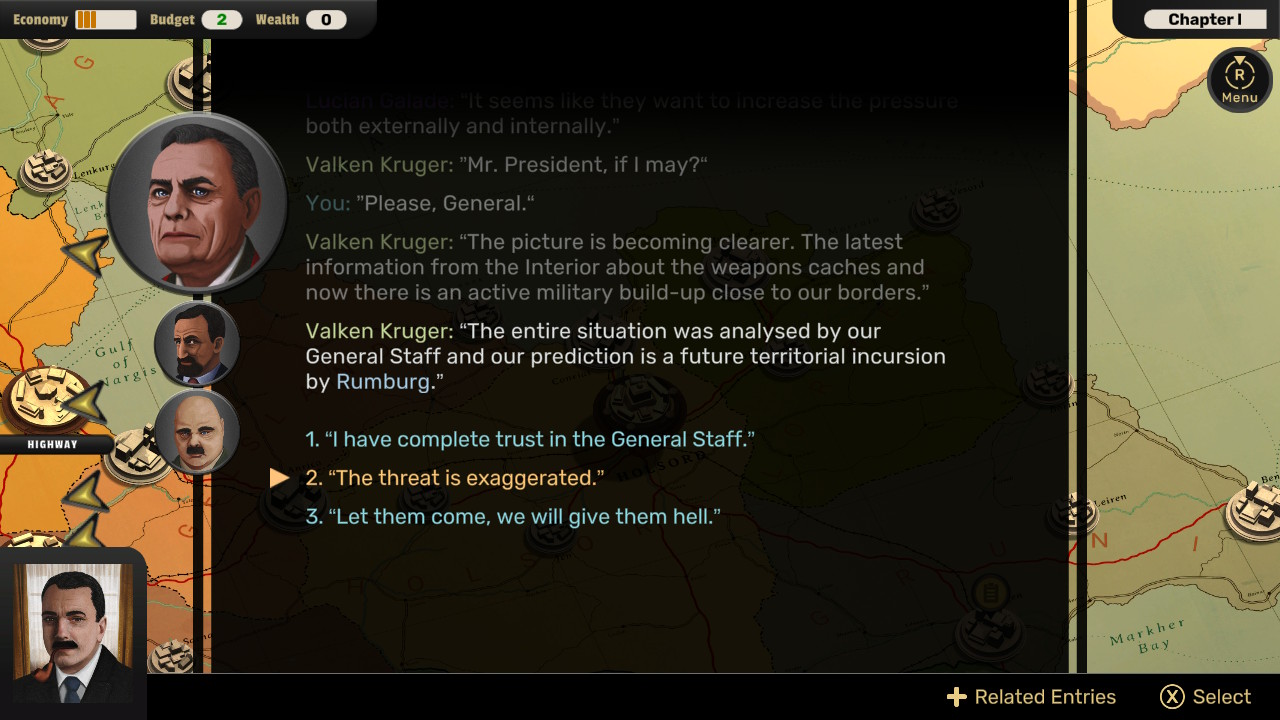 Economy
Budget 2
Wealth 0
Chapter I
R
Menu
Lucian Galade: “It seems like they want to increase the pressure
both externally and internally.”
Valken Kruger: ”Mr. President, if I may?“
You: ”Please, General.“
Valken Kruger: “The picture is becoming clearer. The latest
information from the Interior about the weapons caches and
now there is an active military build-up close to our borders.”
Valken Kruger: “The entire situation was analysed by our
General Staff and our prediction is a future territorial incursion
by Rumburg.”
1. “I have complete trust in the General Staff.”
2. “The threat is exaggerated.”
3. “Let them come, we will give them hell.”
Gulf
of
HIGHWAY
HOLSORD
Leiren
Markher
Bay
Related Entries
X Select